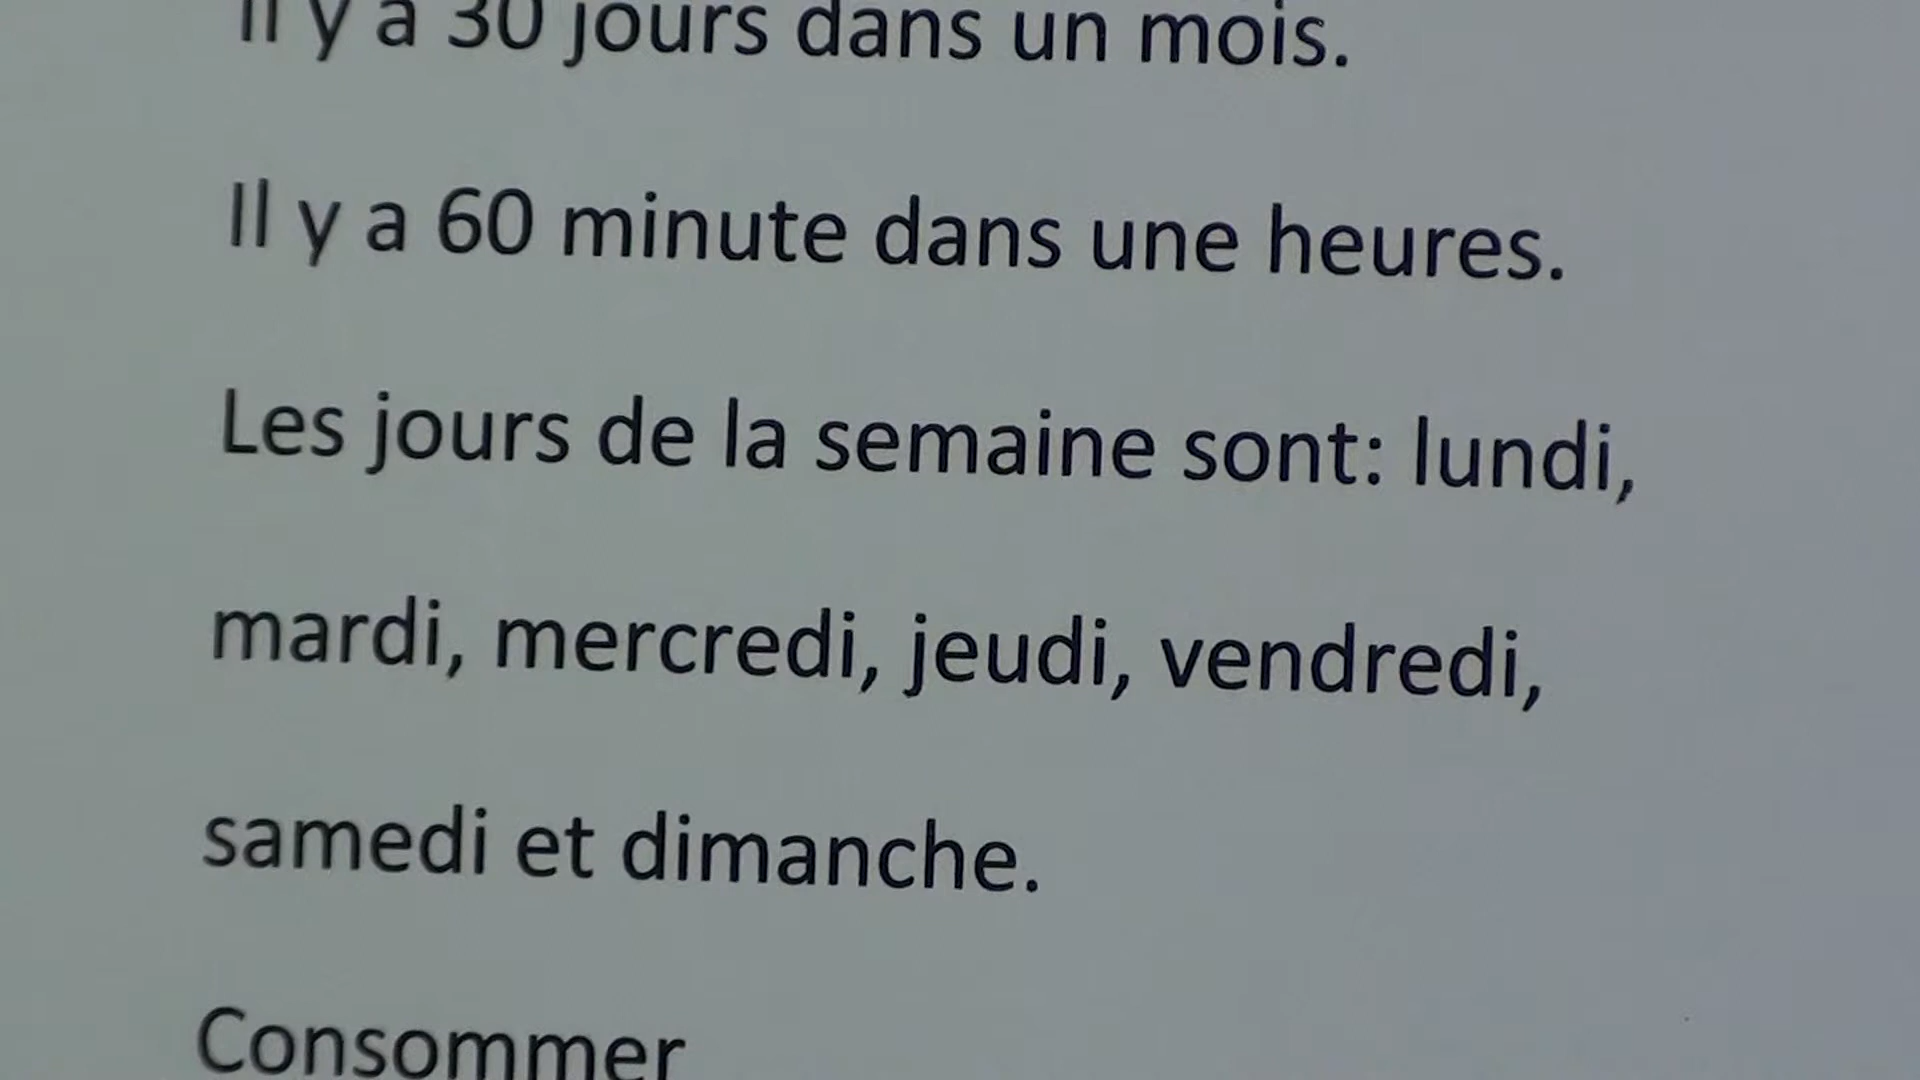 Il y a 30 jours dans un mois.
Il y a 60 minute dans une heures.
Les jours de la semaine sont: lundi,
mardi, mercredi, jeudi, vendredi,
samedi et dimanche.
Consommer